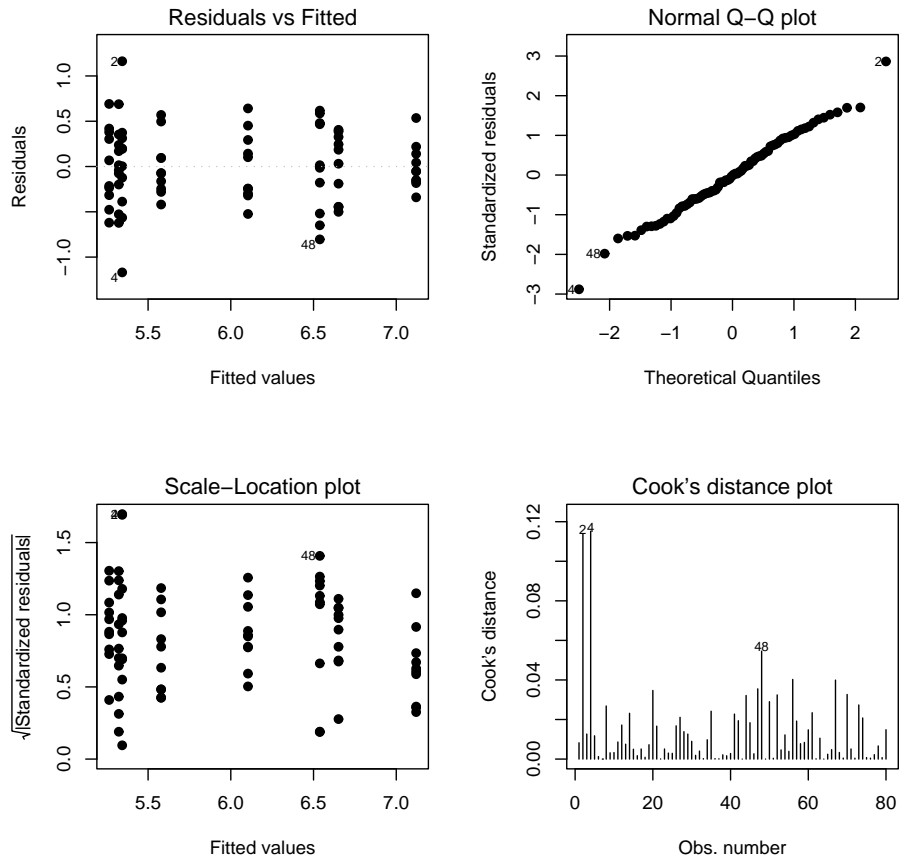 Residuals vs Fitted
Residuals
1.0
0.5
0.0
−1.0
2
48
4
5.5 6.0 6.5 7.0
Fitted values
Normal Q−Q plot
Standardized residuals
3
2
1
0
−1
−2
−3
2
48
4
−2 −1 0 1 2
Theoretical Quantiles
Scale−Location plot
√|Standardized residuals|
1.5
1.0
0.5
0.0
48
5.5 6.0 6.5 7.0
Fitted values
Cook's distance plot
Cook's distance
0.12
0.08
0.04
0.00
2 4
48
0 20 40 60 80
Obs. number